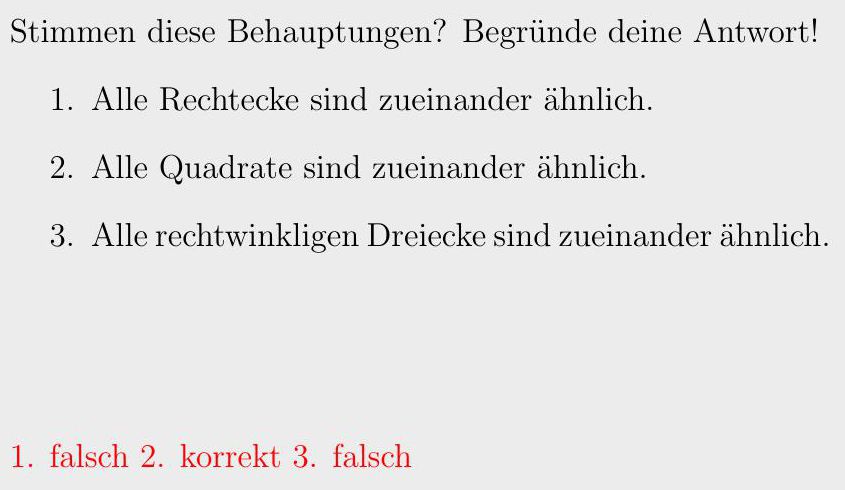 Stimmen diese Behauptungen? Begründe deine Antwort!
1. Alle Rechtecke sind zueinander ähnlich.
2. Alle Quadrate sind zueinander ähnlich.
3. Alle rechtwinkligen Dreiecke sind zueinander ähnlich.
1. falsch 2. korrekt 3. falsch